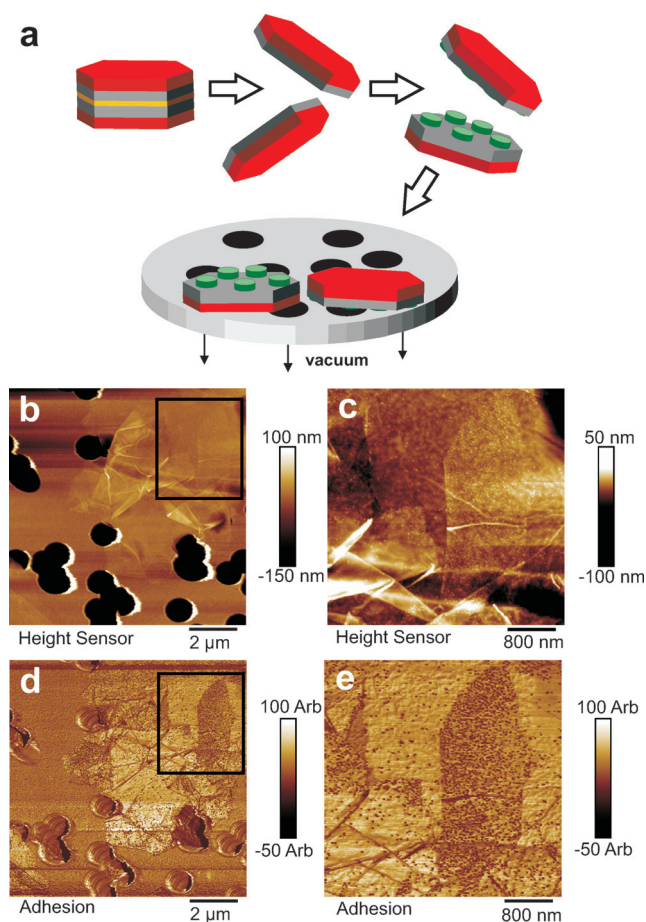 a
vacuum
b
100 nm
-150 nm
Height Sensor
2 µm
c
50 nm
-100 nm
Height Sensor
800 nm
d
100 Arb
-50 Arb
Adhesion
2 µm
e
100 Arb
-50 Arb
Adhesion
800 nm